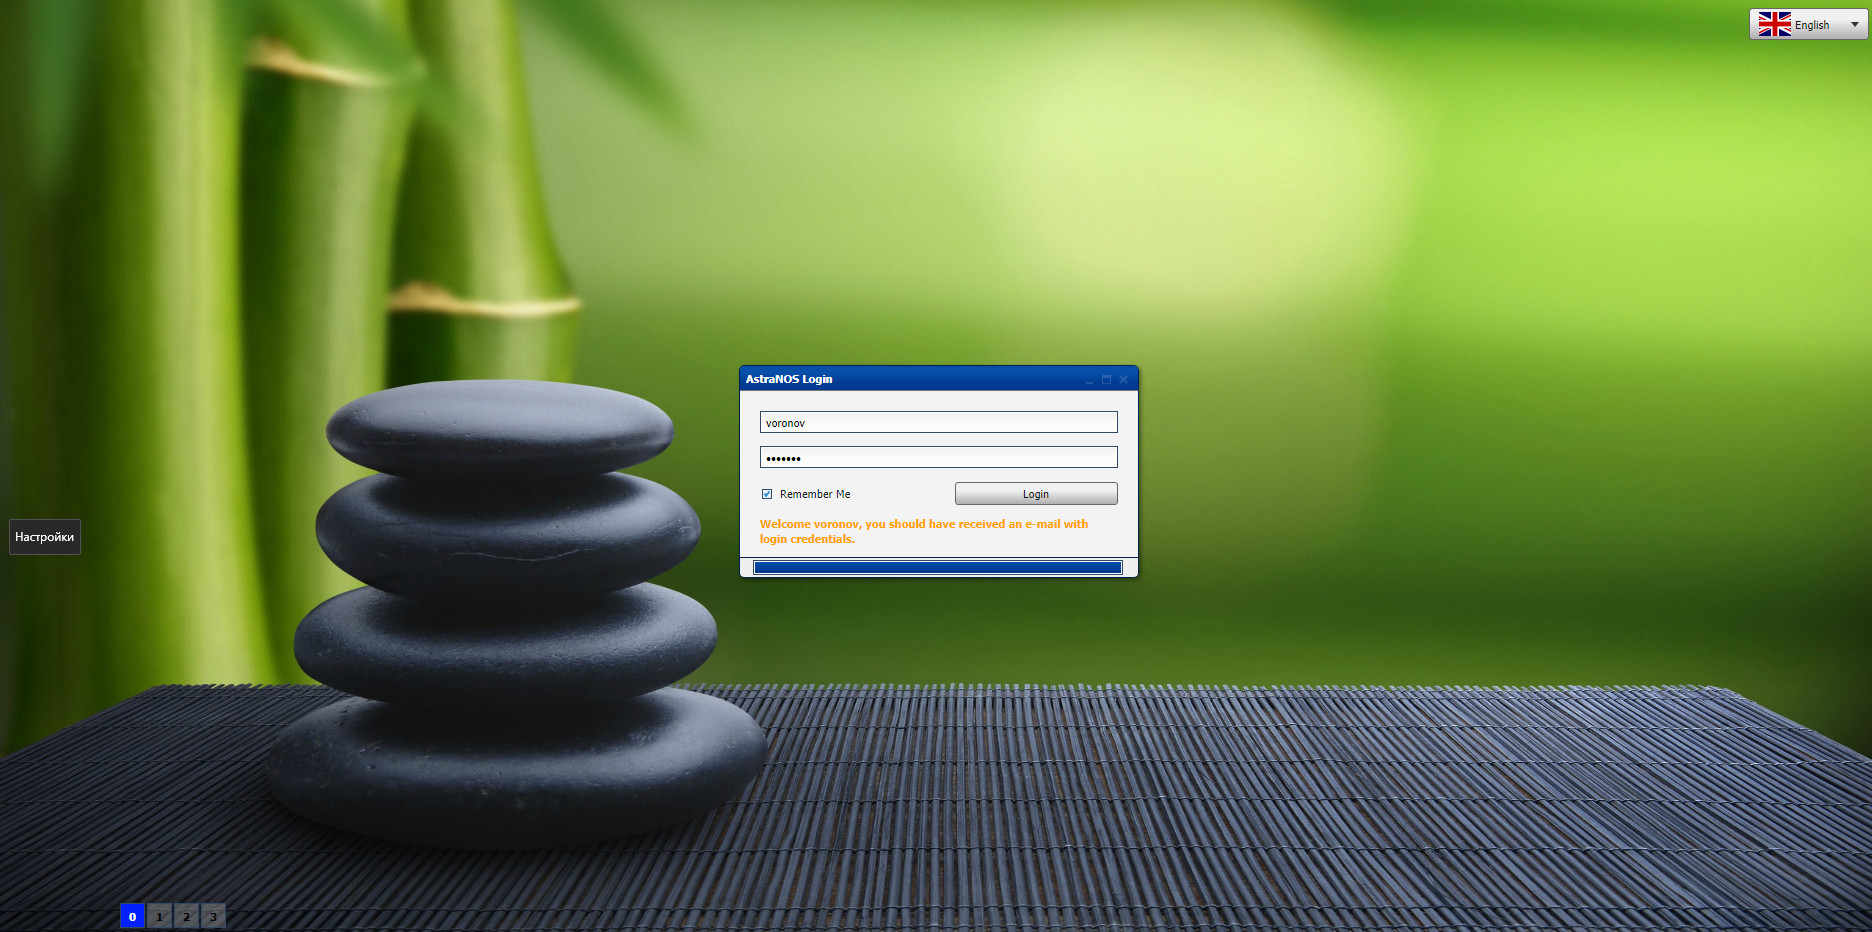 English
AstraNOS Login
voronov
•••••••
Remember Me
Login
Welcome voronov, you should have received an e-mail with
login credentials.
Настройки
0 1 2 3